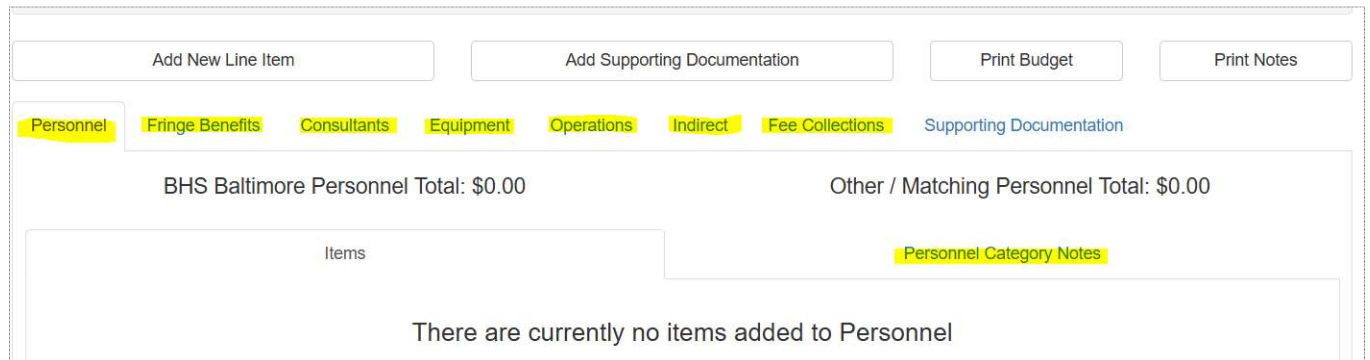 Add New Line Item Add Supporting Documentation Print Budget Print Notes
Personnel Fringe Benefits Consultants Equipment Operations Indirect Fee Collections Supporting Documentation
BHS Baltimore Personnel Total: $0.00 Other / Matching Personnel Total: $0.00
Items Personnel Category Notes
There are currently no items added to Personnel